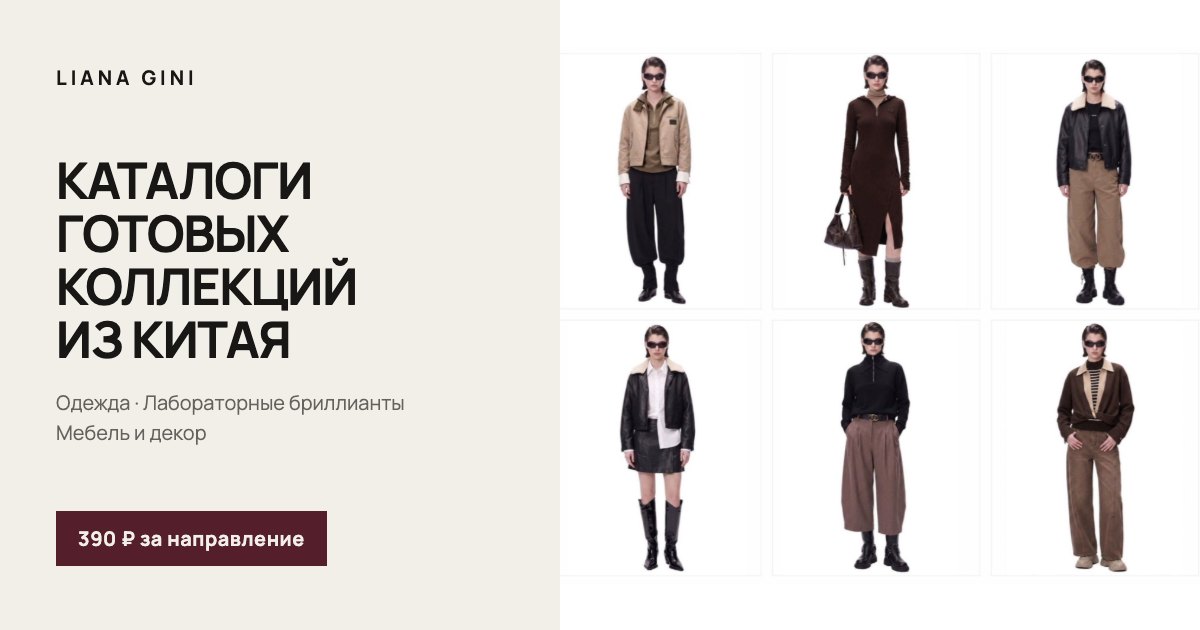 LIANA GINI
КАТАЛОГИ
ГОТОВЫХ
КОЛЛЕКЦИЙ
ИЗ КИТАЯ
Одежда · Лабораторные бриллианты
Мебель и декор
390 ₽ за направление